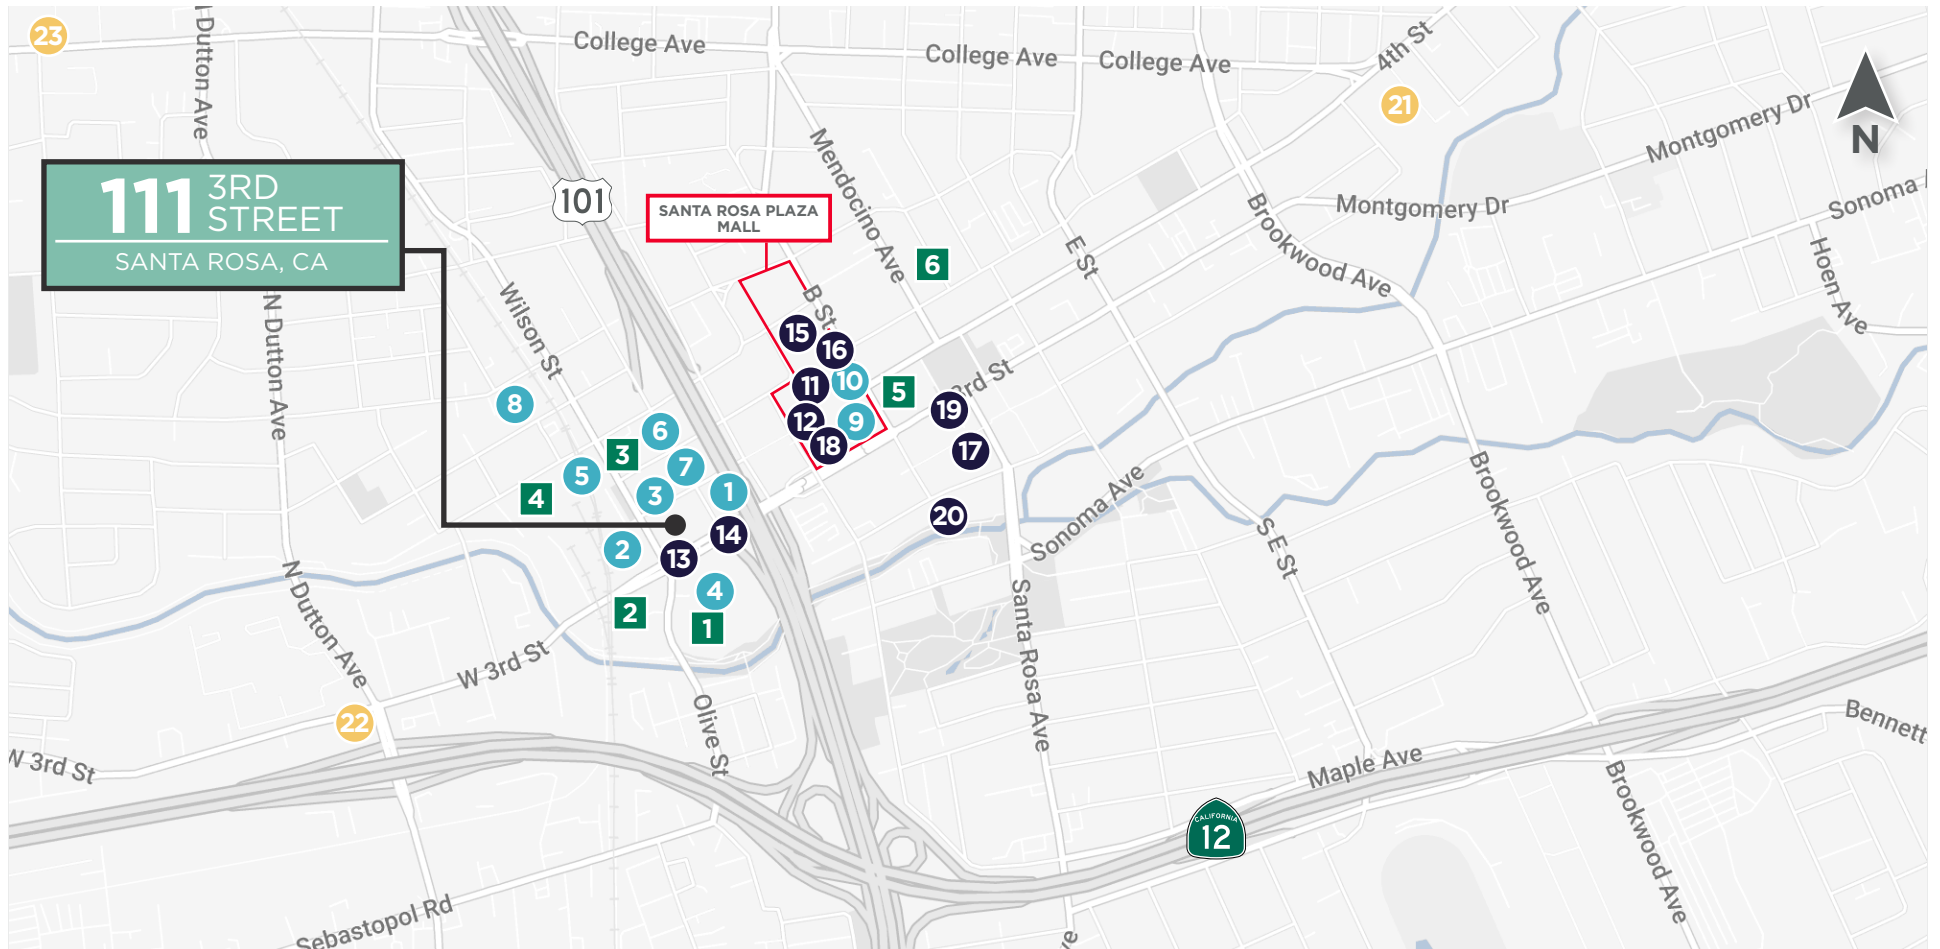 23
N Dutton Ave
College Ave
College Ave
College Ave
4th St
21
Montgomery Dr
N
111 3RD STREET
SANTA ROSA, CA
101
SANTA ROSA PLAZA
MALL
Mendocino Ave
6
E St
Brookwood Ave
Montgomery Dr
Sonoma
Hoen Ave
N Dutton Ave
Wilson St
B St
15
16
11
10
5
3rd St
19
12
9
18
17
8
6
3
7
5
3
1
4
14
20
2
13
4
2
1
Sonoma Ave
S E St
Brookwood Ave
N Dutton Ave
W 3rd St
22
W 3rd St
Olive St
Santa Rosa Ave
Maple Ave
Bennett
CALIFORNIA
12
Brookwood Ave
Sebastopol Rd